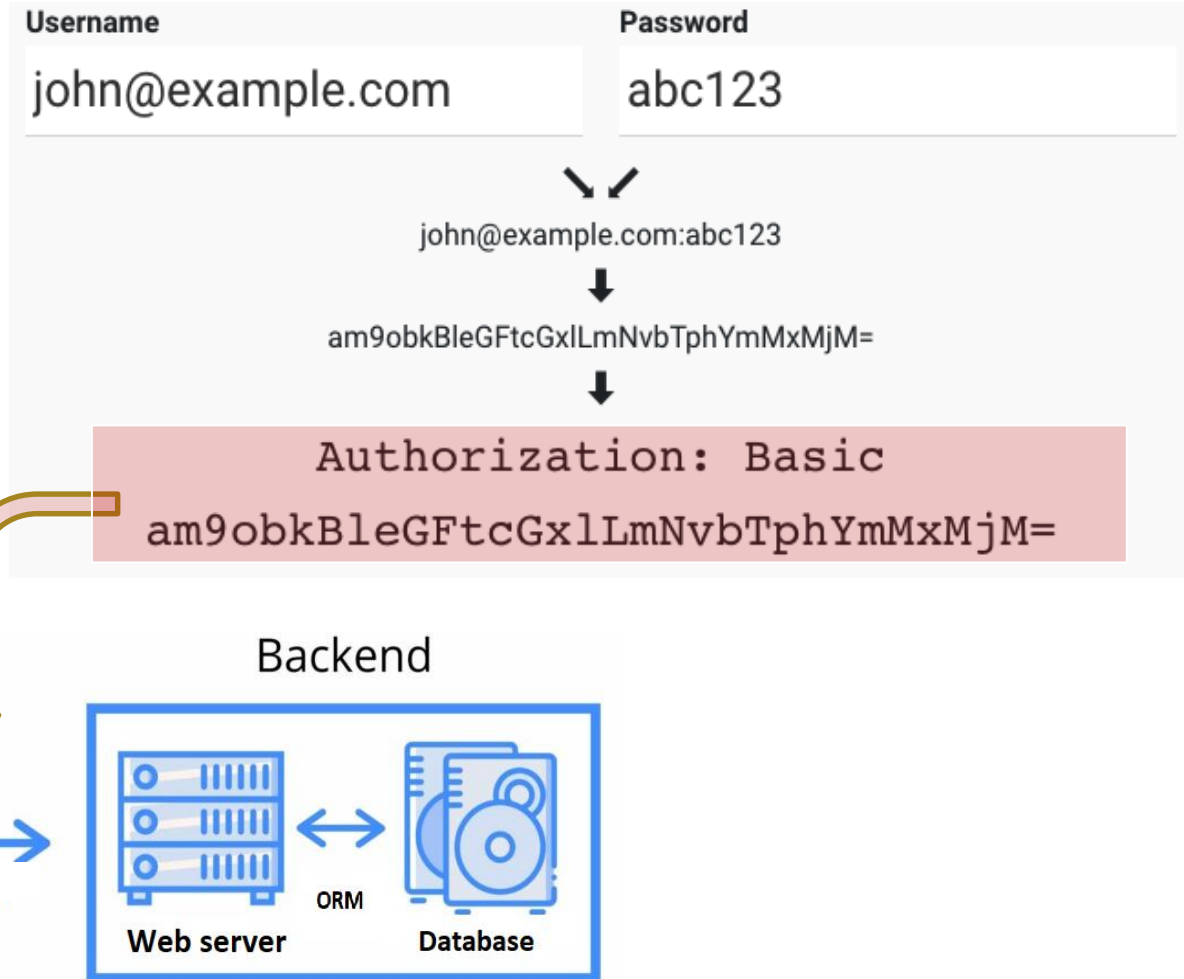 Username
Password
john@example.com
abc123
john@example.com:abc123
am9obkBleGFtcGxlLmNvbTphYmMxMjM=
Authorization: Basic
am9obkBleGFtcGxlLmNvbTphYmMxMjM=
Backend
ORM
Web server
Database